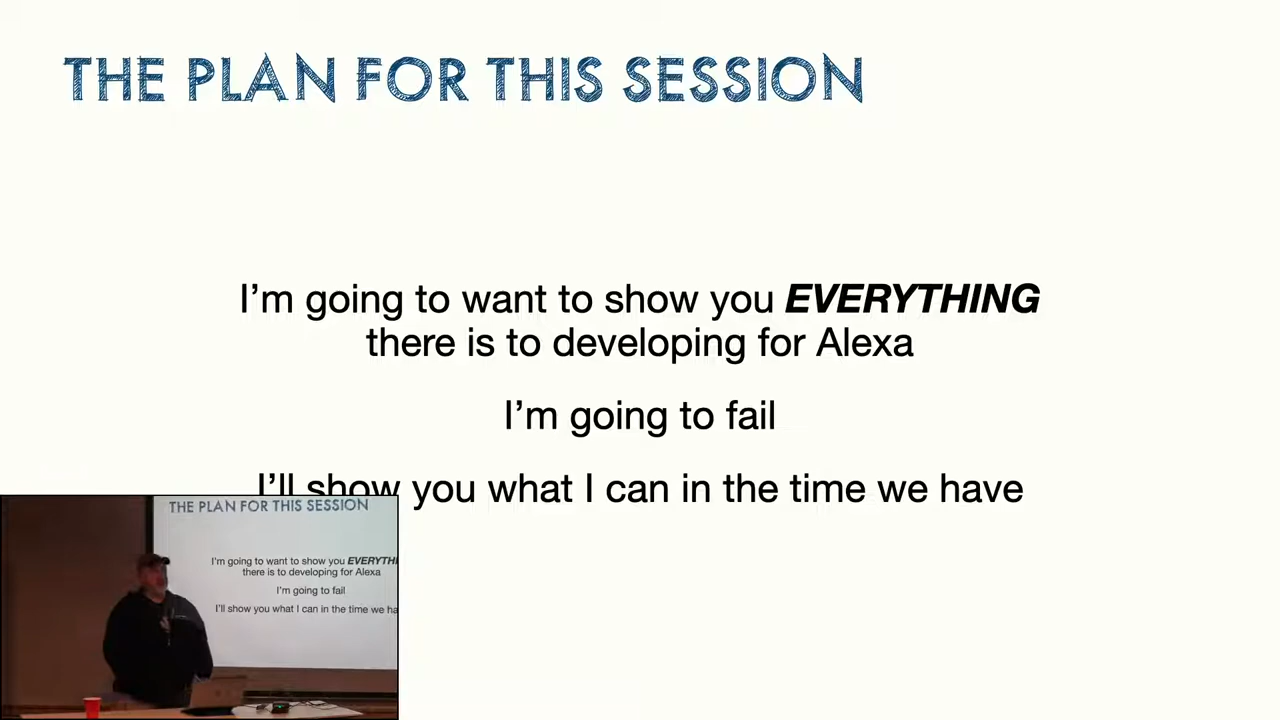 THE PLAN FOR THIS SESSION
I’m going to want to show you EVERYTHING
there is to developing for Alexa
I’m going to fail
I’ll show you what I can in the time we have
THE PLAN FOR THIS SESSION
I'm going to want to show you EVERYTHI
there is to developing for Alexa
I'm going to fail
I'll show you what I can in the time we ha